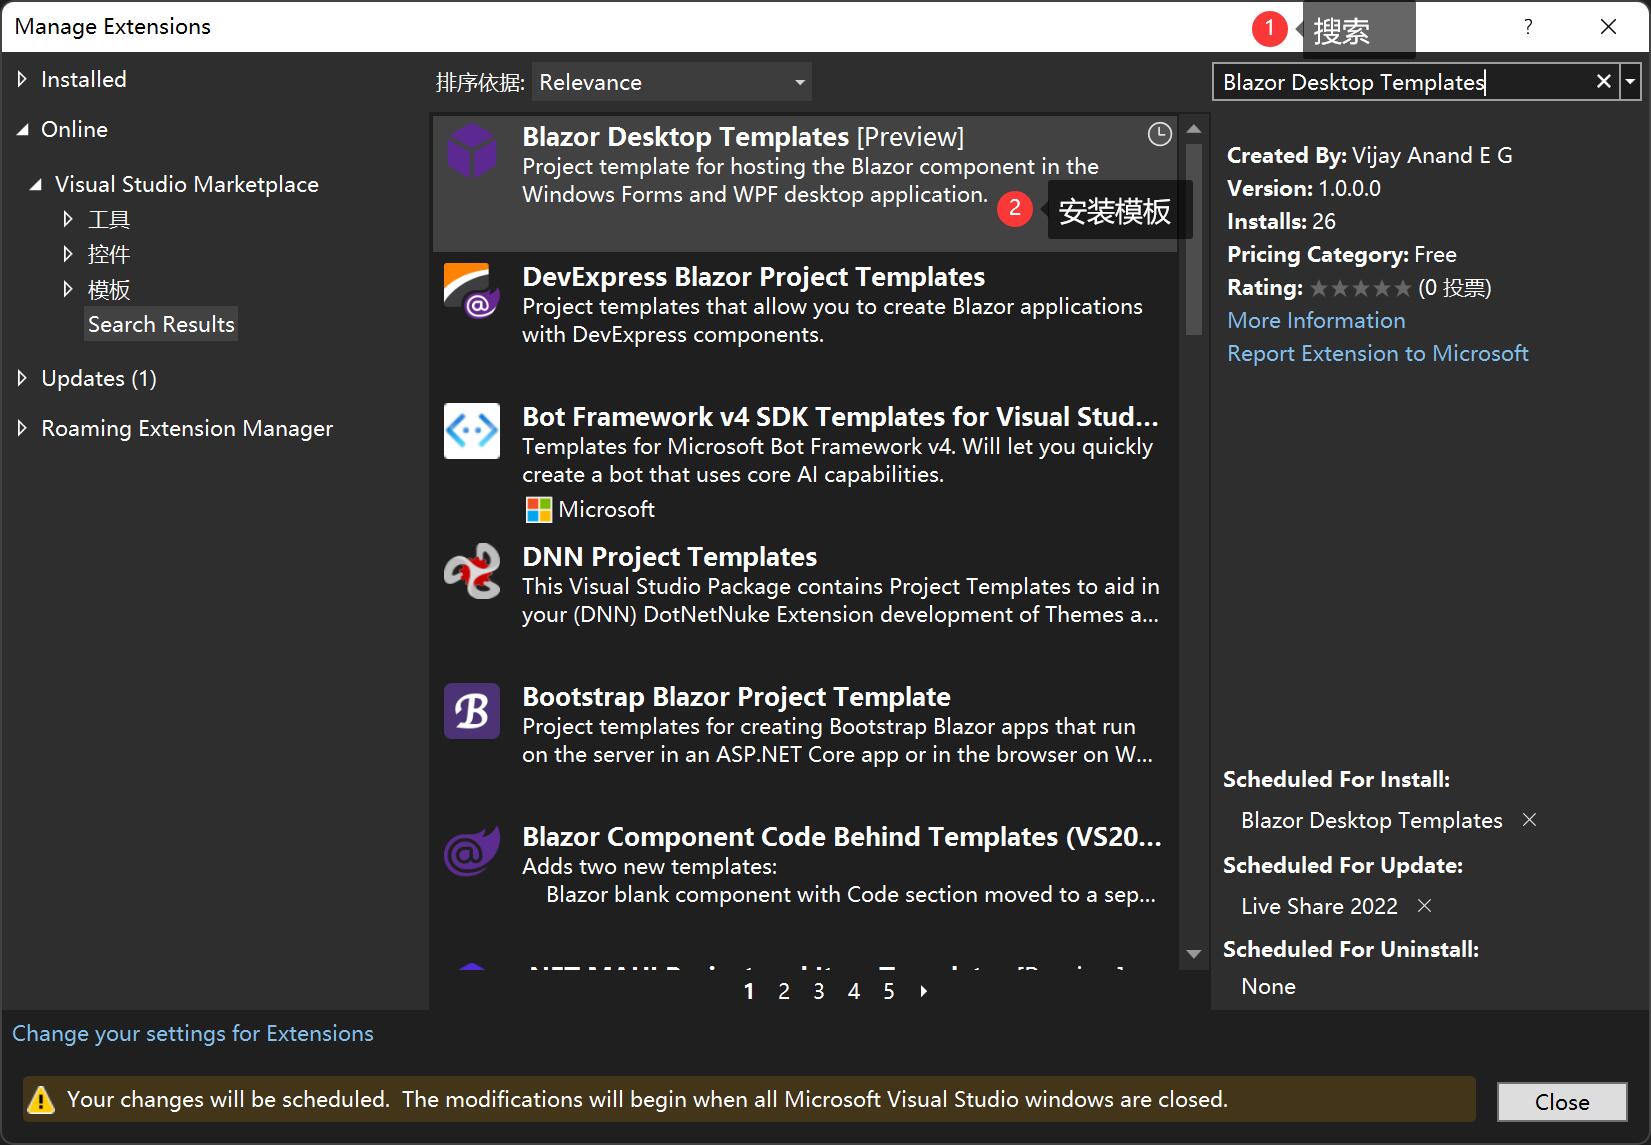 Manage Extensions
1
搜索
?
Installed
Online
Visual Studio Marketplace
工具
控件
模板
Search Results
Updates (1)
Roaming Extension Manager
排序依据: Relevance
Blazor Desktop Templates
Blazor Desktop Templates [Preview]
Project template for hosting the Blazor component in the
Windows Forms and WPF desktop application.
2
安装模板
DevExpress Blazor Project Templates
Project templates that allow you to create Blazor applications
with DevExpress components.
Bot Framework v4 SDK Templates for Visual Stud...
Templates for Microsoft Bot Framework v4. Will let you quickly
create a bot that uses core AI capabilities.
Microsoft
DNN Project Templates
This Visual Studio Package contains Project Templates to aid in
your (DNN) DotNetNuke Extension development of Themes a...
Bootstrap Blazor Project Template
Project templates for creating Bootstrap Blazor apps that run
on the server in an ASP.NET Core app or in the browser on W...
Blazor Component Code Behind Templates (VS20...
Adds two new templates:
Blazor blank component with Code section moved to a sep...
1 2 3 4 5
Created By: Vijay Anand E G
Version: 1.0.0.0
Installs: 26
Pricing Category: Free
Rating: ★★★★★ (0 投票)
More Information
Report Extension to Microsoft
Scheduled For Install:
Blazor Desktop Templates
Scheduled For Update:
Live Share 2022
Scheduled For Uninstall:
None
Change your settings for Extensions
Your changes will be scheduled. The modifications will begin when all Microsoft Visual Studio windows are closed.
Close